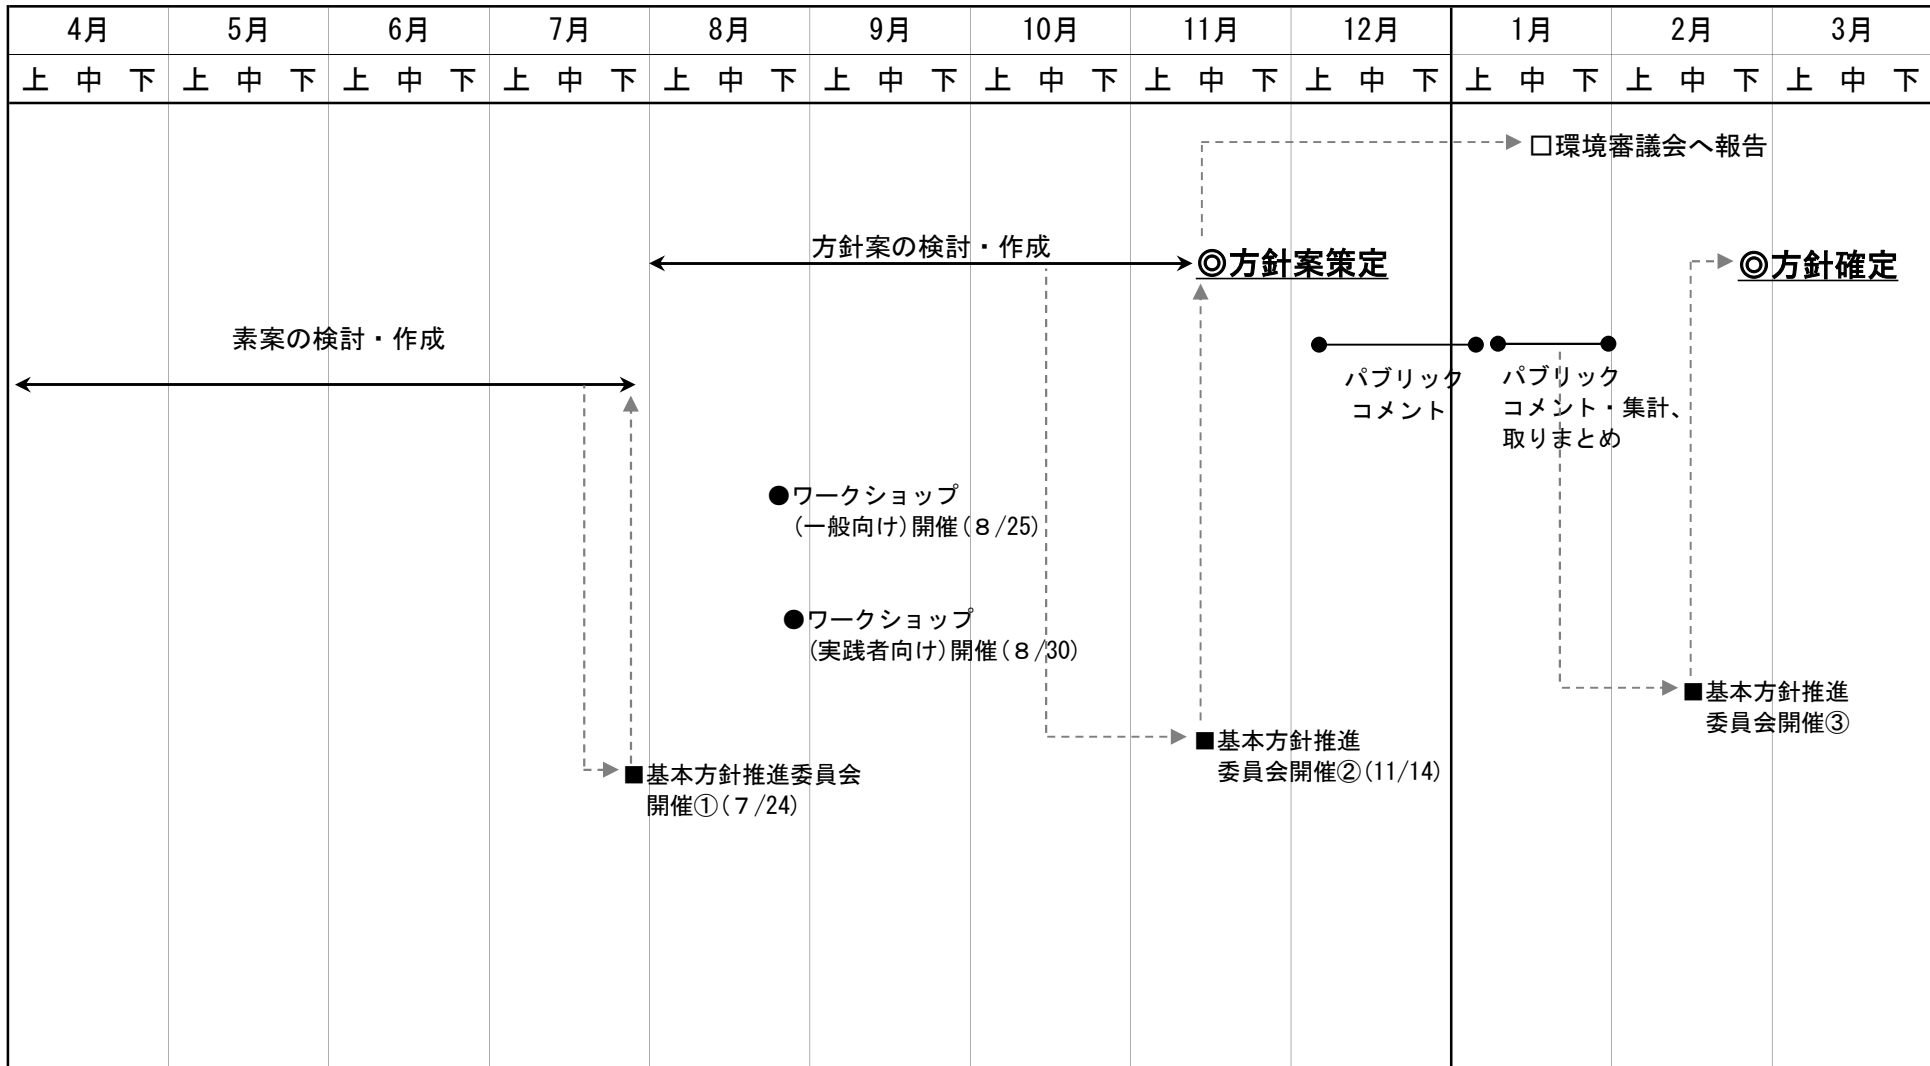 4月 5月 6月 7月 8月 9月 10月 11月 12月 1月 2月 3月
上 中 下 上 中 下 上 中 下 上 中 下 上 中 下 上 中 下 上 中 下 上 中 下 上 中 下 上 中 下 上 中 下 上 中 下
□環境審議会へ報告
方針案の検討・作成
◎方針案策定
◎方針確定
素案の検討・作成
パブリック
コメント
パブリック
コメント・集計、
取りまとめ
●ワークショップ
(一般向け)開催(８/25)
●ワークショップ
(実践者向け)開催(８/30)
■基本方針推進
委員会開催③
■基本方針推進
委員会開催②(11/14)
■基本方針推進委員会
開催①(７/24)